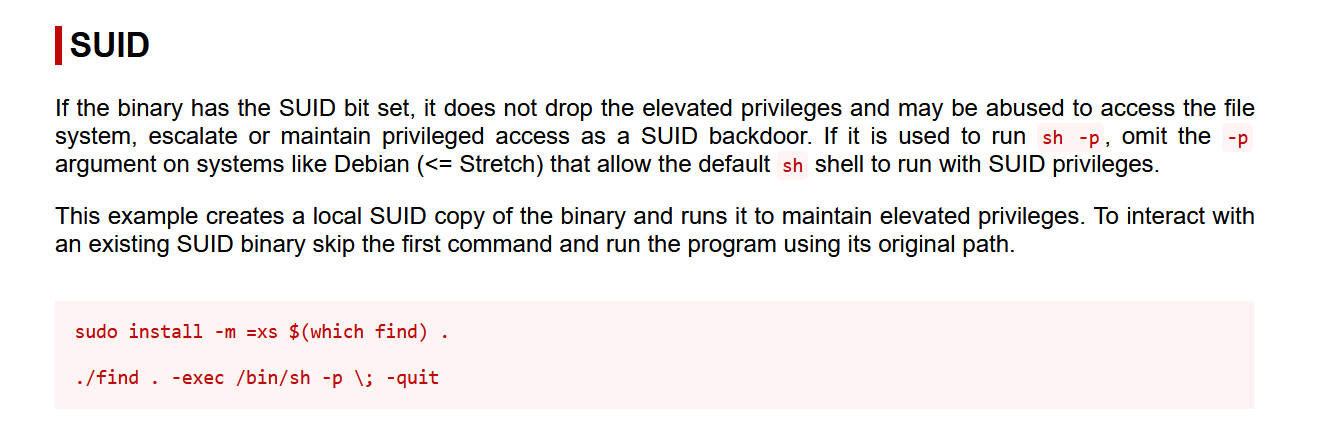 SUID
If the binary has the SUID bit set, it does not drop the elevated privileges and may be abused to access the file
system, escalate or maintain privileged access as a SUID backdoor. If it is used to run sh -p, omit the -p
argument on systems like Debian (<= Stretch) that allow the default sh shell to run with SUID privileges.
This example creates a local SUID copy of the binary and runs it to maintain elevated privileges. To interact with
an existing SUID binary skip the first command and run the program using its original path.
sudo install -m =xs $(which find) .
./find . -exec /bin/sh -p \; -quit